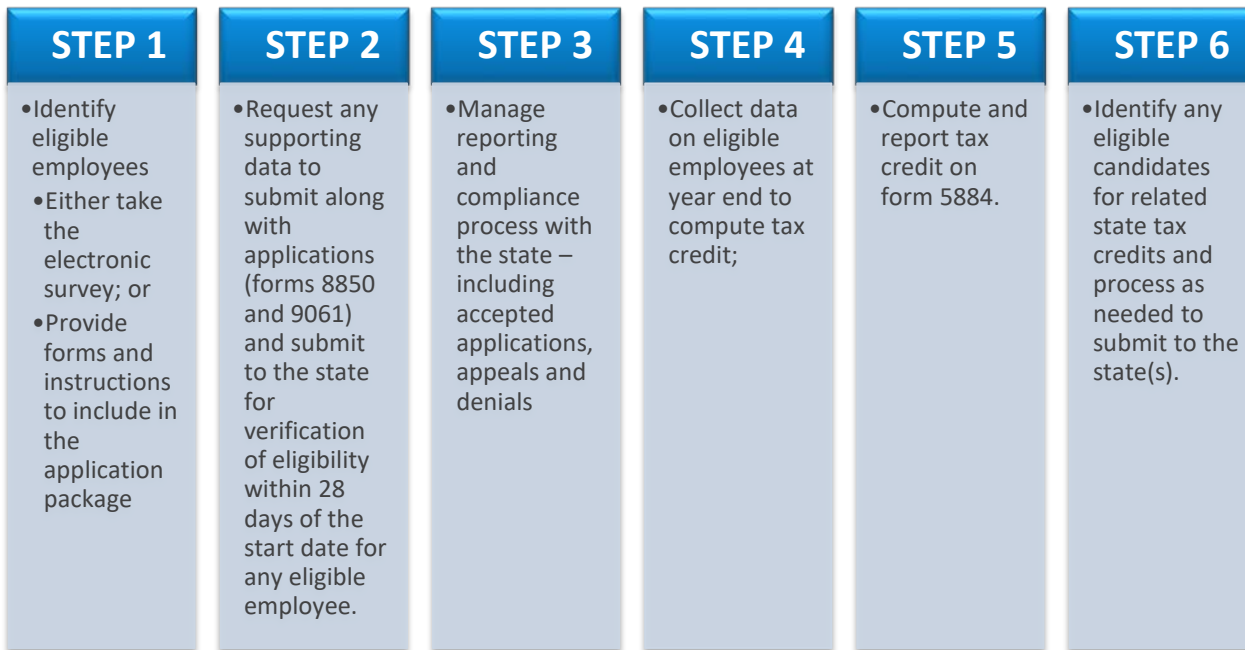 STEP 1
•Identify
eligible
employees
•Either take
the
electronic
survey; or
•Provide
forms and
instructions
to include in
the
application
package
STEP 2
•Request any
supporting
data to
submit along
with
applications
(forms 8850
and 9061)
and submit
to the state
for
verification
of eligibility
within 28
days of the
start date for
any eligible
employee.
STEP 3
•Manage
reporting
and
compliance
process with
the state –
including
accepted
applications,
appeals and
denials
STEP 4
•Collect data
on eligible
employees at
year end to
compute tax
credit;
STEP 5
•Compute and
report tax
credit on
form 5884.
STEP 6
•Identify any
eligible
candidates
for related
state tax
credits and
process as
needed to
submit to the
state(s).